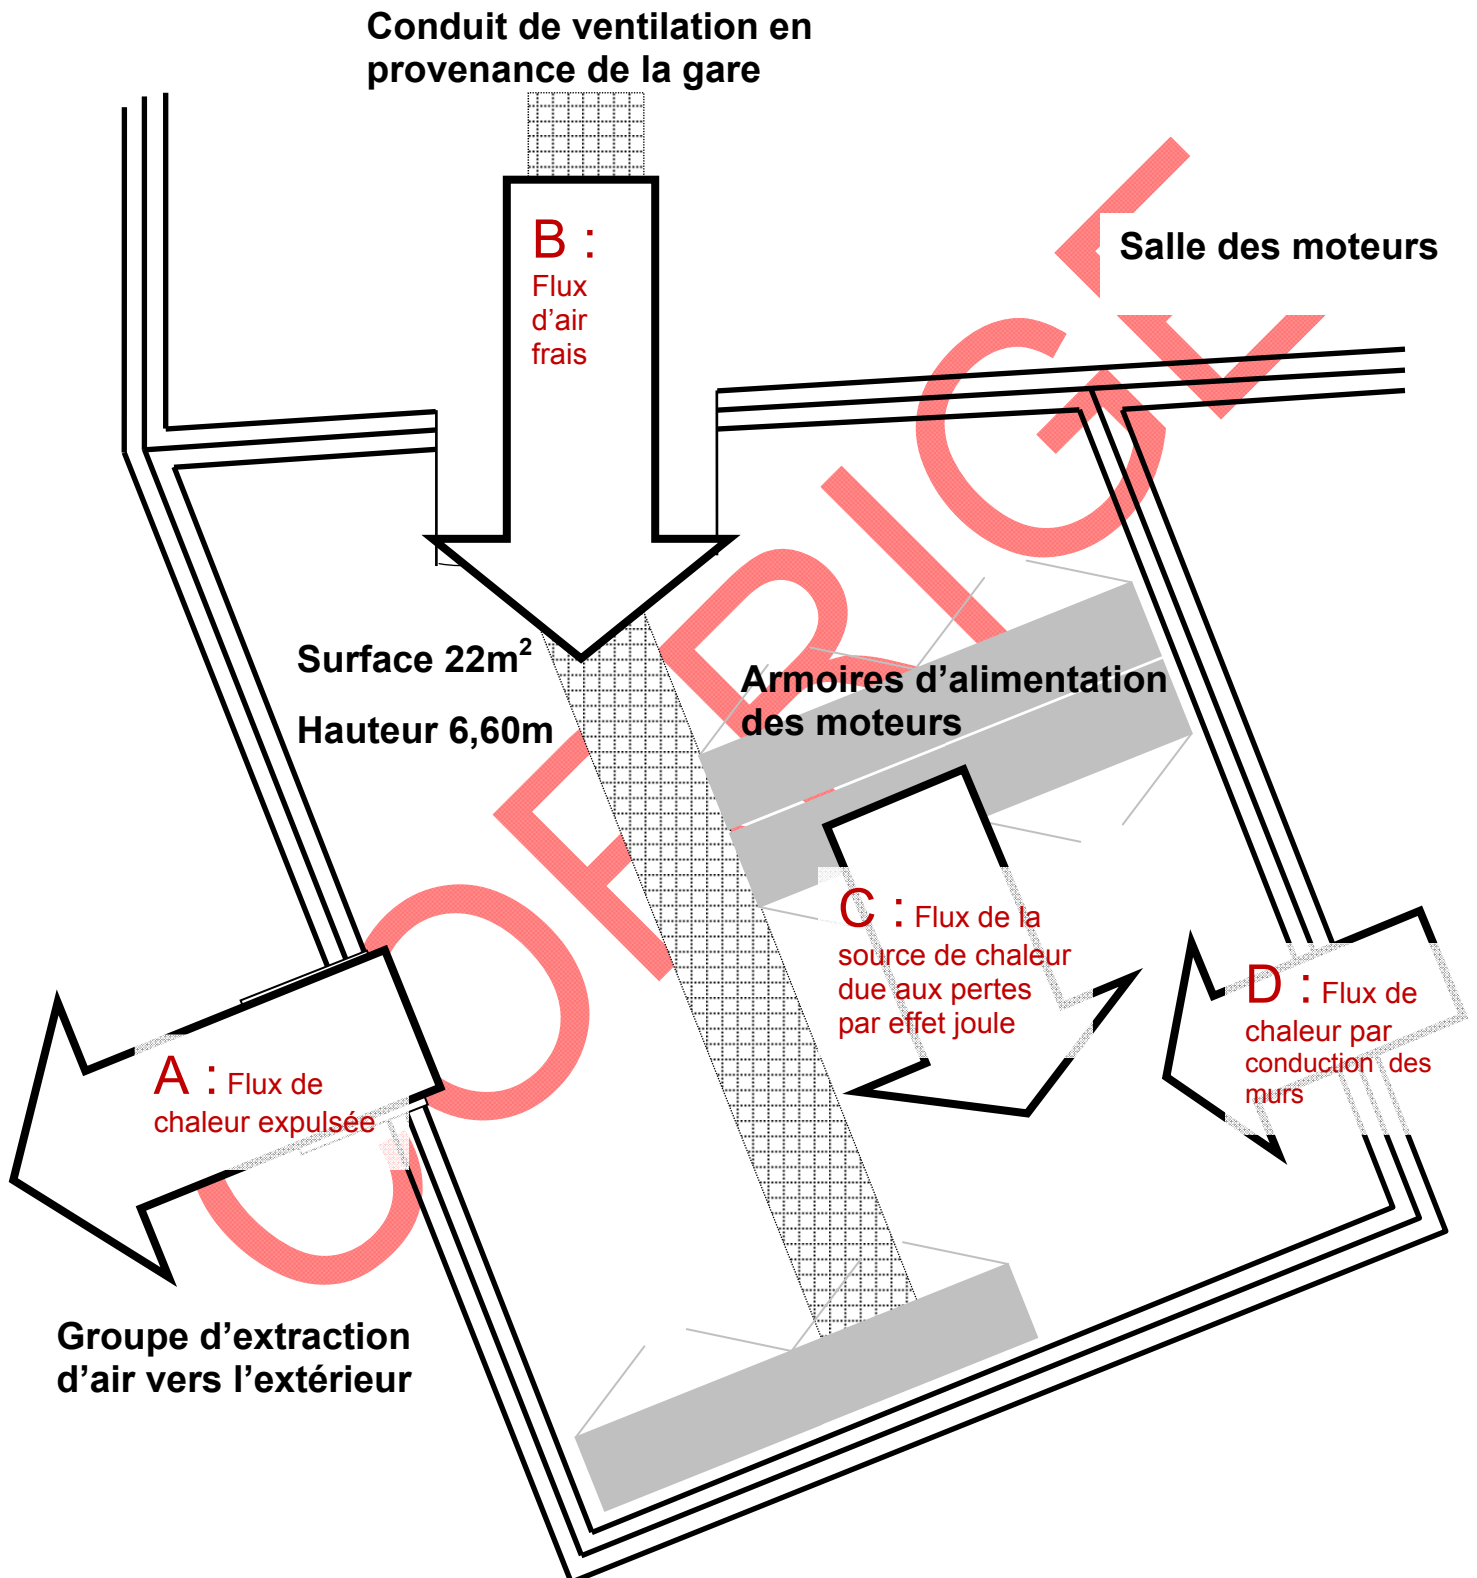 Conduit de ventilation en
provenance de la gare
B :
Flux
d’air
frais
Salle des moteurs
Surface 22m²
Hauteur 6,60m
Armoires d’alimentation
des moteurs
C : Flux de la
source de chaleur
due aux pertes
par effet joule
D : Flux de
chaleur par
conduction des
murs
A : Flux de
chaleur expulsée
Groupe d’extraction
d’air vers l’extérieur
CORRIGE